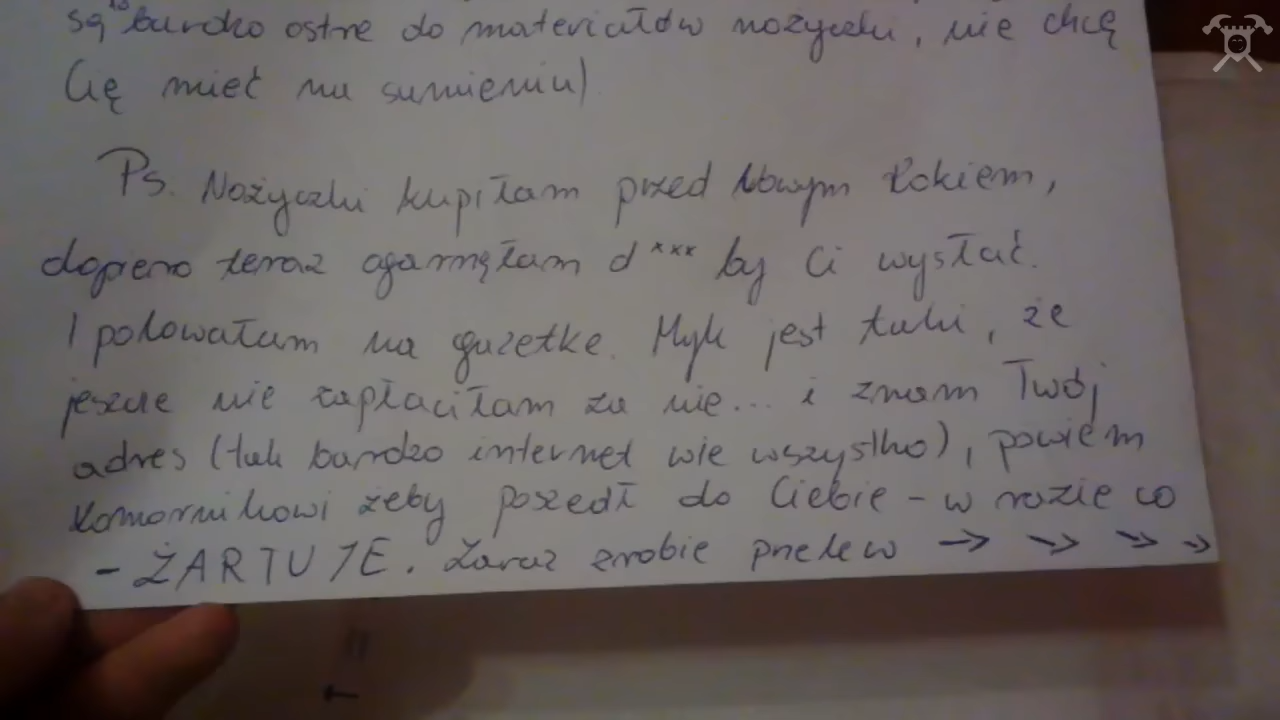 są bardzo ostre do materiałów nożyczki, nie chcę
Cię mieć na sumieniu)
Ps. Nożyczki kupiłam przed Nowym Rokiem,
dopiero teraz ogarnęłam d*** by Ci wysłać.
I polowałam na gazetkę. Myk jest taki, że
jeszcze nie zapłaciłam za nie... i znam Twój
adres (tak bardzo internet wie wszystko), powiem
komornikowi żeby poszedł do Ciebie - w razie co
- ŻARTUJE. Zaraz zrobie przelew → → → →